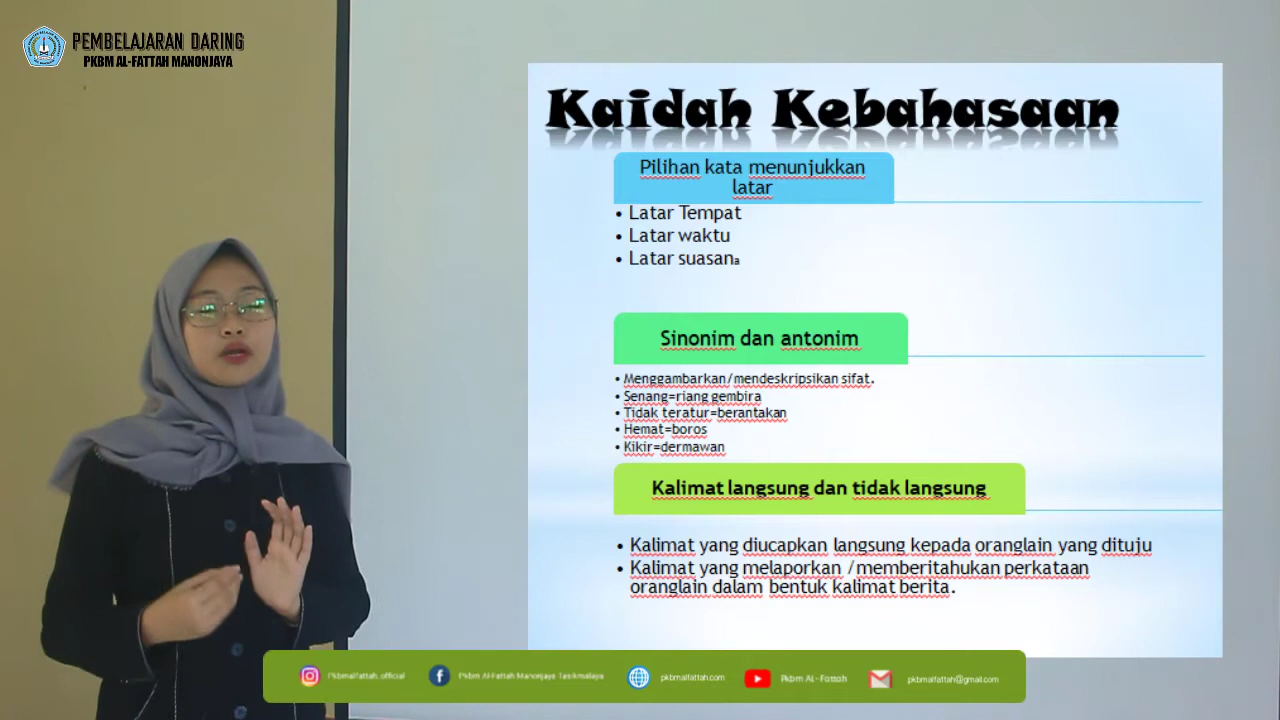 PEMBELAJARAN DARING
PKBM AL-FATTAH MANONJAYA
Kaidah Kebahasaan
Pilihan kata menunjukkan
latar
• Latar Tempat
• Latar waktu
• Latar suasana
Sinonim dan antonim
• Menggambarkan/mendeskripsikan sifat.
• Senang=riang gembira
• Tidak teratur=berantakan
• Hemat=boros
• Kikir=dermawan
Kalimat langsung dan tidak langsung
• Kalimat yang diucapkan langsung kepada oranglain yang dituju
• Kalimat yang melaporkan /memberitahukan perkataan
oranglain dalam bentuk kalimat berita.
Pkbmalfattah.official
Pkbm Al-Fattah Manonjaya Tasikmalaya
pkbmalfattah.com
Pkbm AL-Fattah
pkbmalfattah@gmail.com